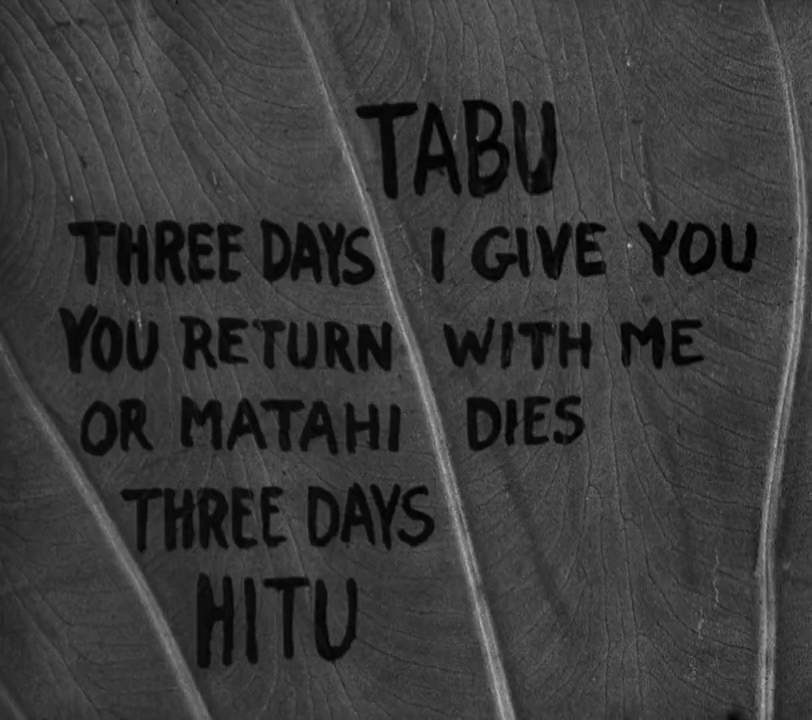 TABU
THREE DAYS I GIVE YOU
YOU RETURN WITH ME
OR MATAHI DIES
THREE DAYS
HITU